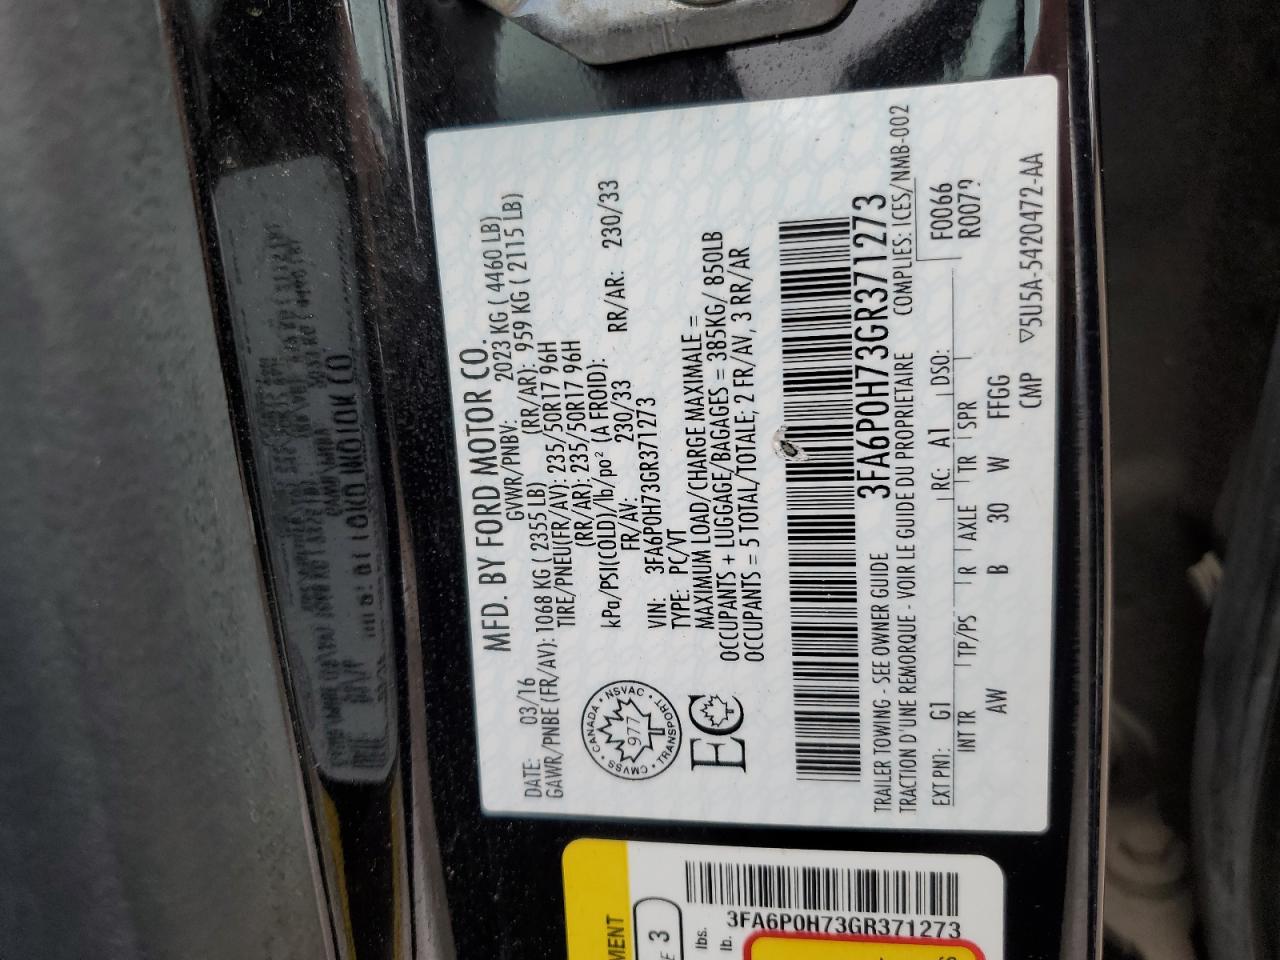 MFD. BY FORD MOTOR CO.
DATE: 03/16 GVWR/PNBV: 2023 KG ( 4460 LB)
GAWR/PNBE (FR/AV): 1068 KG ( 2355 LB) (RR/AR): 959 KG ( 2115 LB)
TIRE/PNEU(FR/AV): 235/50R17 96H
(RR/AR): 235/50R17 96H
kPa/PSI(COLD)/lb/po² (A FROID):
FR/AV: 230/33 RR/AR: 230/33
VIN: 3FA6P0H73GR371273
TYPE: PC/VT
MAXIMUM LOAD/CHARGE MAXIMALE =
OCCUPANTS + LUGGAGE/BAGAGES = 385KG/ 850LB
OCCUPANTS = 5 TOTAL/TOTALE; 2 FR/AV, 3 RR/AR
CANADA • NSVAC • TRANSPORT • CMVSS •
977
EC
3FA6P0H73GR371273
TRAILER TOWING - SEE OWNER GUIDE COMPLIES: ICES/NMB-002
TRACTION D'UNE REMORQUE - VOIR LE GUIDE DU PROPRIETAIRE
EXT PNT: G1 RC: A1 DSO: F0066
INT TR TP/PS R AXLE TR SPR R0079
AW B 30 W FFGG
CMP ▽5U5A-5420472-AA
MENT
3
lbs.
lb.
3FA6P0H73GR371273